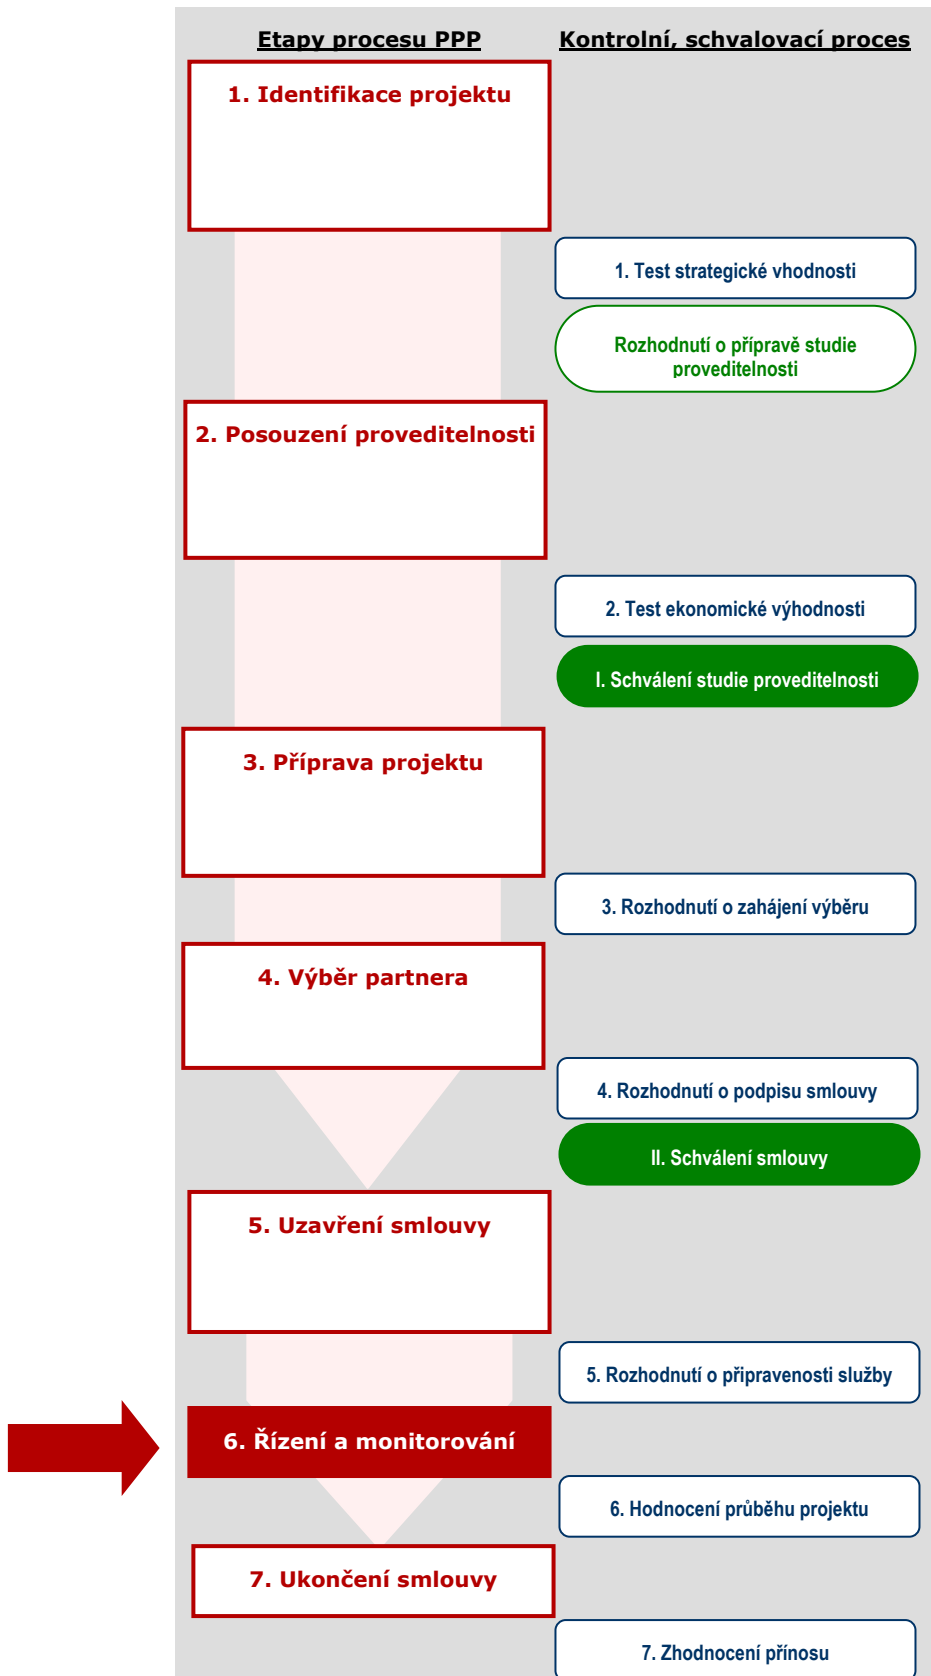 Etapy procesu PPP
Kontrolní, schvalovací proces
1. Identifikace projektu
1. Test strategické vhodnosti
Rozhodnutí o přípravě studie
proveditelnosti
2. Posouzení proveditelnosti
2. Test ekonomické výhodnosti
I. Schválení studie proveditelnosti
3. Příprava projektu
3. Rozhodnutí o zahájení výběru
4. Výběr partnera
4. Rozhodnutí o podpisu smlouvy
II. Schválení smlouvy
5. Uzavření smlouvy
5. Rozhodnutí o připravenosti služby
6. Řízení a monitorování
6. Hodnocení průběhu projektu
7. Ukončení smlouvy
7. Zhodnocení přínosu